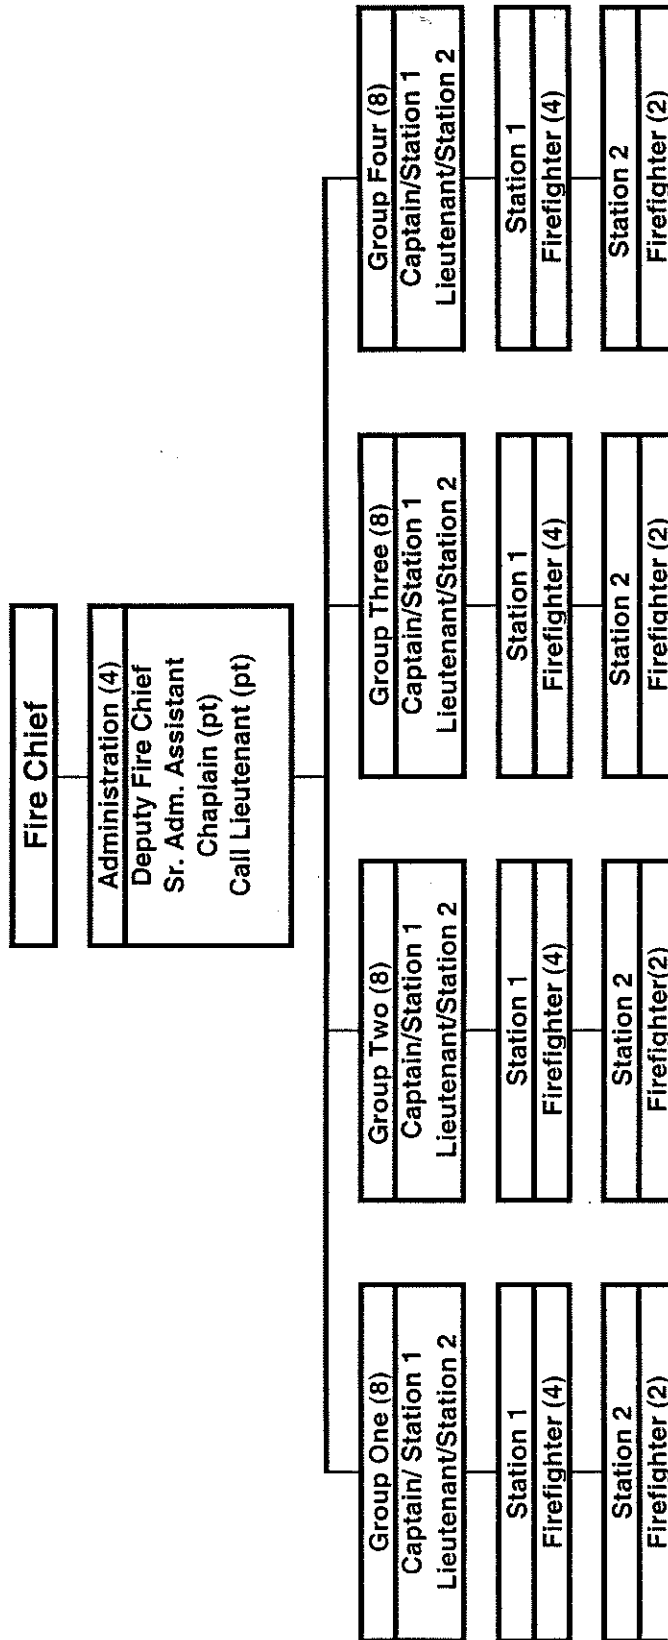 Fire Chief
Administration (4)
Deputy Fire Chief
Sr. Adm. Assistant
Chaplain (pt)
Call Lieutenant (pt)
Group One (8)
Captain/ Station 1
Lieutenant/Station 2
Station 1
Firefighter (4)
Station 2
Firefighter (2)
Group Two (8)
Captain/Station 1
Lieutenant/Station 2
Station 1
Firefighter (4)
Station 2
Firefighter(2)
Group Three (8)
Captain/Station 1
Lieutenant/Station 2
Station 1
Firefighter (4)
Station 2
Firefighter (2)
Group Four (8)
Captain/Station 1
Lieutenant/Station 2
Station 1
Firefighter (4)
Station 2
Firefighter (2)